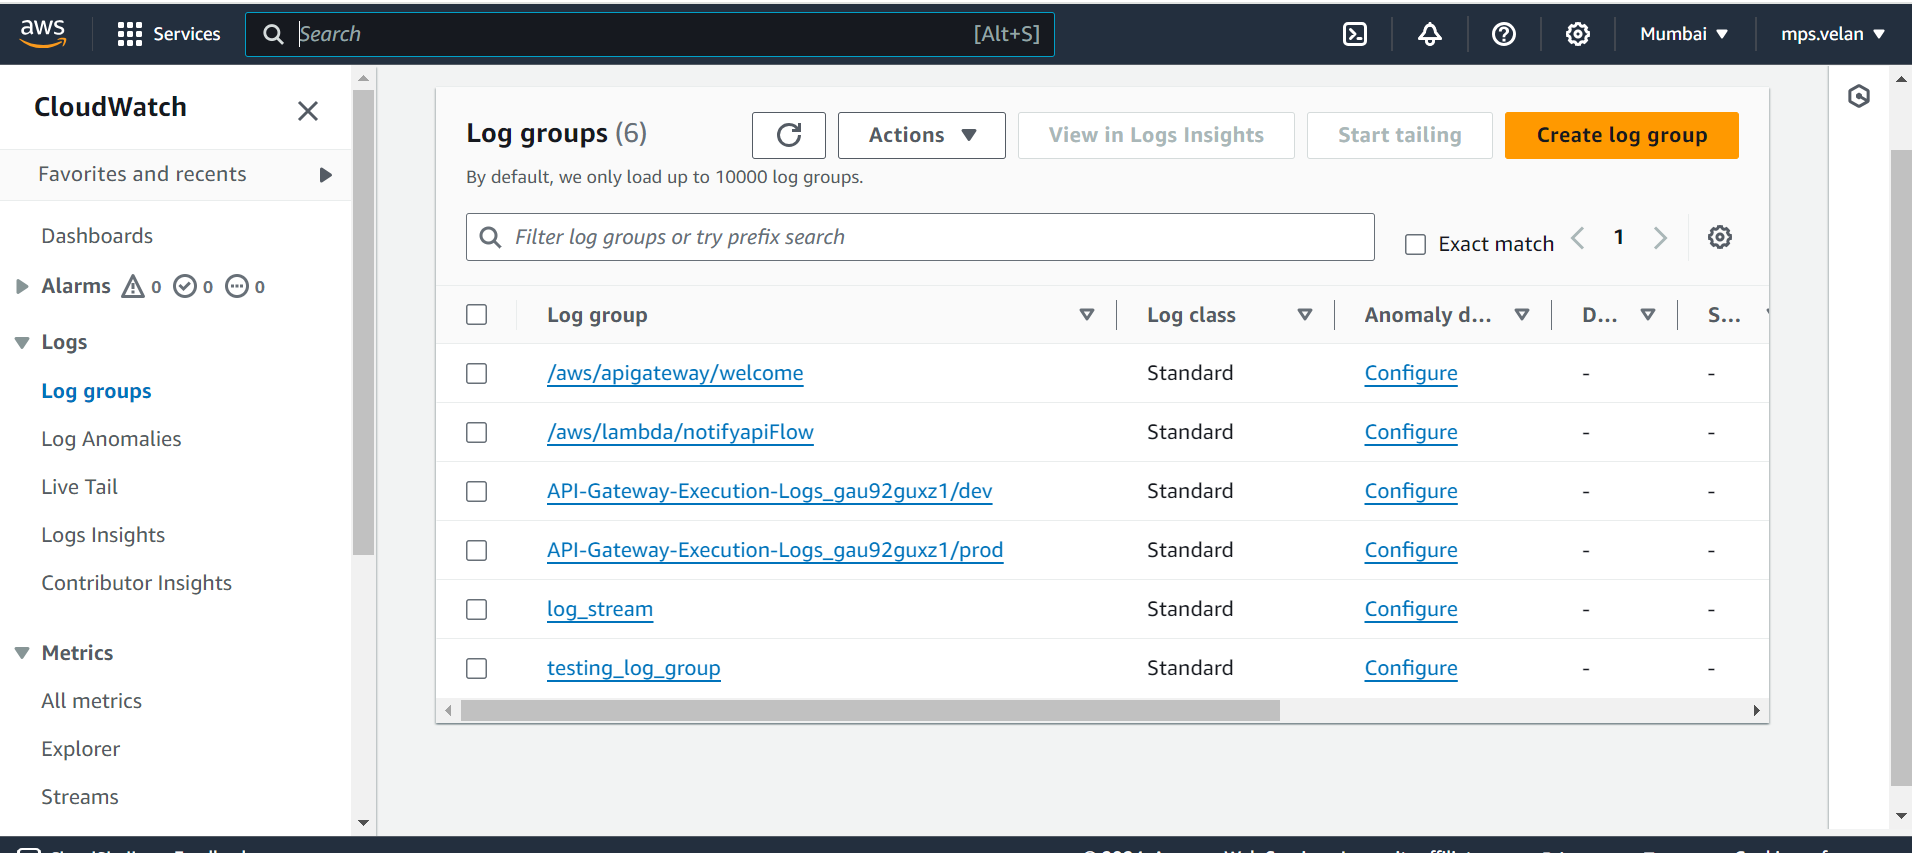 aws Services Search [Alt+S] Mumbai mps.velan
CloudWatch
Favorites and recents
Dashboards
Alarms 0 0 0
Logs
Log groups
Log Anomalies
Live Tail
Logs Insights
Contributor Insights
Metrics
All metrics
Explorer
Streams
Log groups (6) Actions View in Logs Insights Start tailing Create log group
By default, we only load up to 10000 log groups.
Filter log groups or try prefix search Exact match 1
Log group Log class Anomaly d... D... S...
/aws/apigateway/welcome Standard Configure - -
/aws/lambda/notifyapiFlow Standard Configure - -
API-Gateway-Execution-Logs_gau92guxz1/dev Standard Configure - -
API-Gateway-Execution-Logs_gau92guxz1/prod Standard Configure - -
log_stream Standard Configure - -
testing_log_group Standard Configure - -